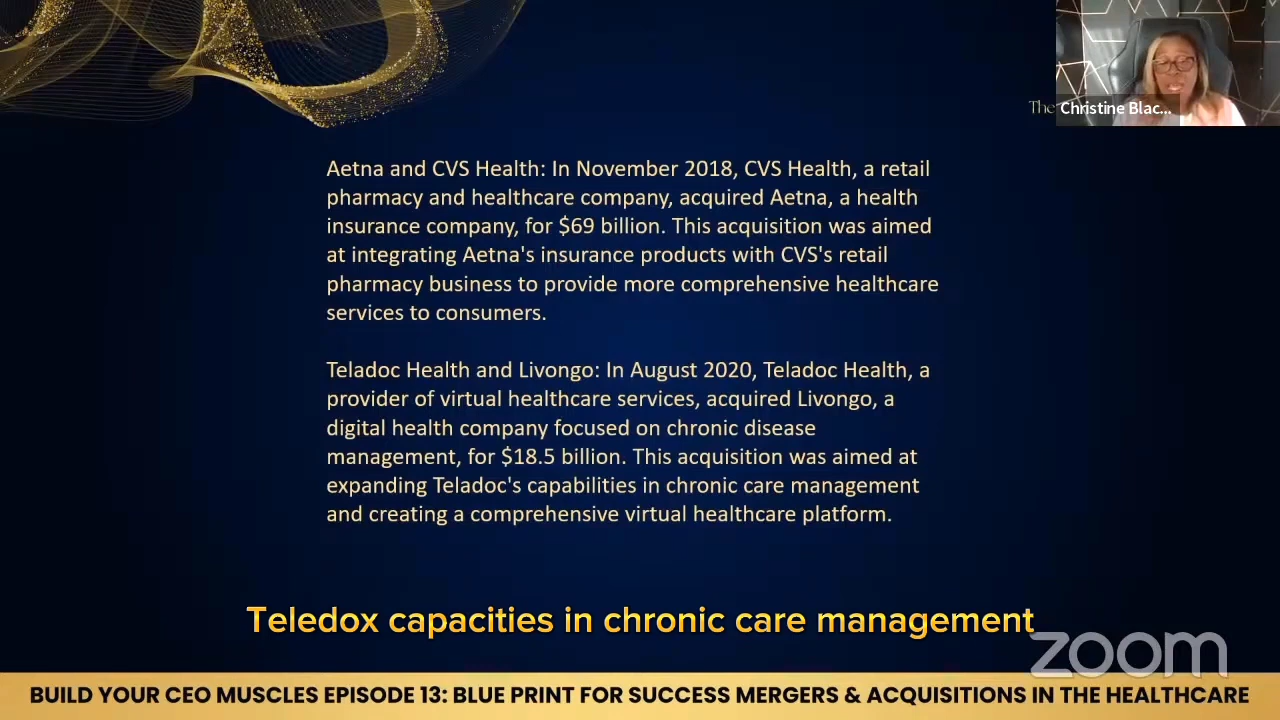 The
Christine Blac...
Aetna and CVS Health: In November 2018, CVS Health, a retail
pharmacy and healthcare company, acquired Aetna, a health
insurance company, for $69 billion. This acquisition was aimed
at integrating Aetna's insurance products with CVS's retail
pharmacy business to provide more comprehensive healthcare
services to consumers.
Teladoc Health and Livongo: In August 2020, Teladoc Health, a
provider of virtual healthcare services, acquired Livongo, a
digital health company focused on chronic disease
management, for $18.5 billion. This acquisition was aimed at
expanding Teladoc's capabilities in chronic care management
and creating a comprehensive virtual healthcare platform.
Teledox capacities in chronic care management
zoom
BUILD YOUR CEO MUSCLES EPISODE 13: BLUE PRINT FOR SUCCESS MERGERS & ACQUISITIONS IN THE HEALTHCARE